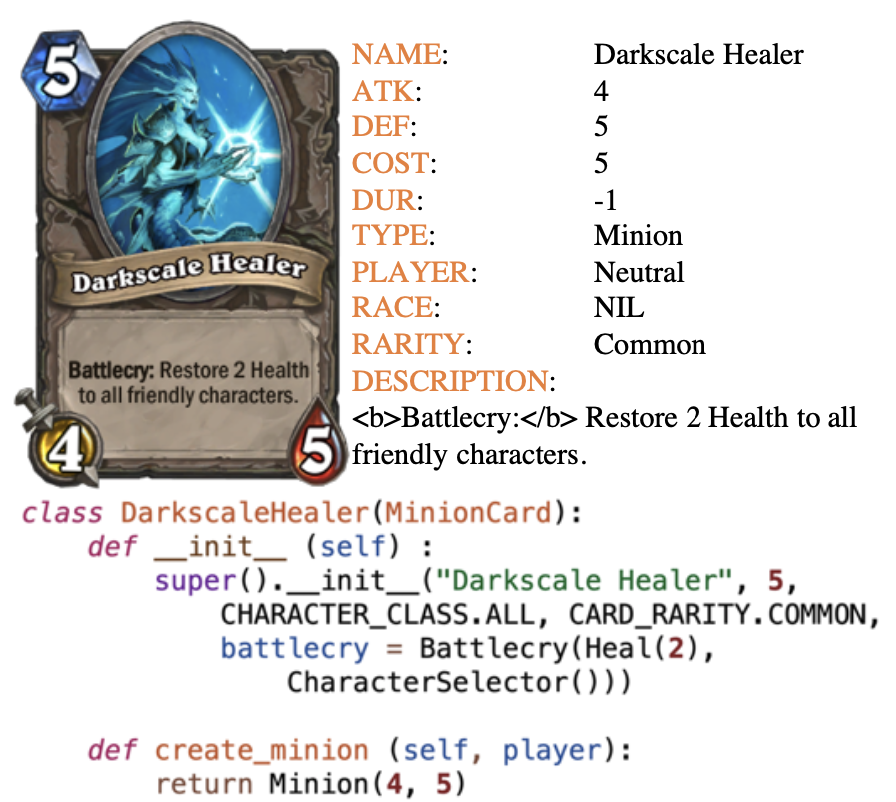 5
Darkscale Healer
Battlecry: Restore 2 Health
to all friendly characters.
4
5
NAME: Darkscale Healer
ATK: 4
DEF: 5
COST: 5
DUR: -1
TYPE: Minion
PLAYER: Neutral
RACE: NIL
RARITY: Common
DESCRIPTION:
<b>Battlecry:</b> Restore 2 Health to all
friendly characters.
class DarkscaleHealer(MinionCard):
    def __init__ (self) :
        super().__init__("Darkscale Healer", 5,
            CHARACTER_CLASS.ALL, CARD_RARITY.COMMON,
            battlecry = Battlecry(Heal(2),
                CharacterSelector()))
    def create_minion (self, player):
        return Minion(4, 5)